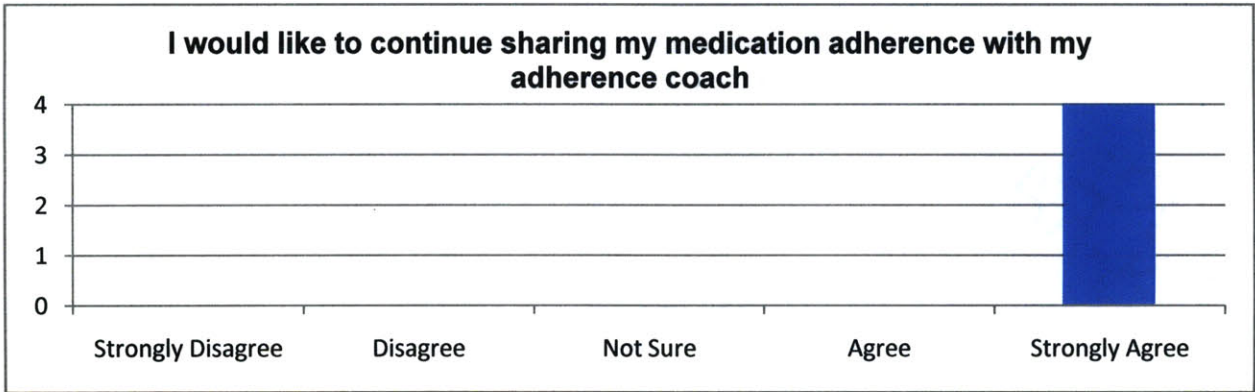 I would like to continue sharing my medication adherence with my
adherence coach
4
3
2
1
0
Strongly Disagree Disagree Not Sure Agree Strongly Agree